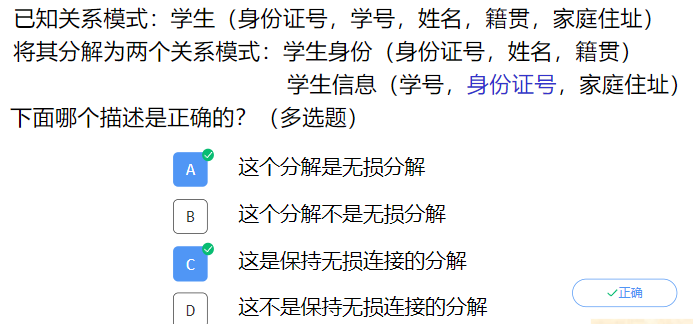 已知关系模式：学生（身份证号，学号，姓名，籍贯，家庭住址）
将其分解为两个关系模式：学生身份（身份证号，姓名，籍贯）
学生信息（学号，身份证号，家庭住址）
下面哪个描述是正确的？（多选题）
A 这个分解是无损分解
B 这个分解不是无损分解
C 这是保持无损连接的分解
D 这不是保持无损连接的分解
正确